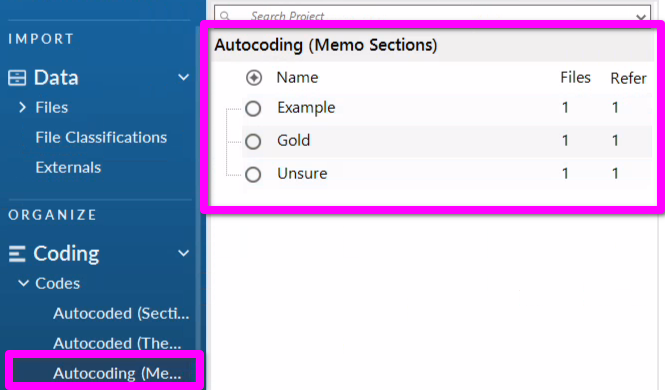 IMPORT
Data
Files
File Classifications
Externals
ORGANIZE
Coding
Codes
Autocoded (Secti...
Autocoded (The...
Autocoding (Me...
Search Project
Autocoding (Memo Sections)
Name Files Refer
Example 1 1
Gold 1 1
Unsure 1 1